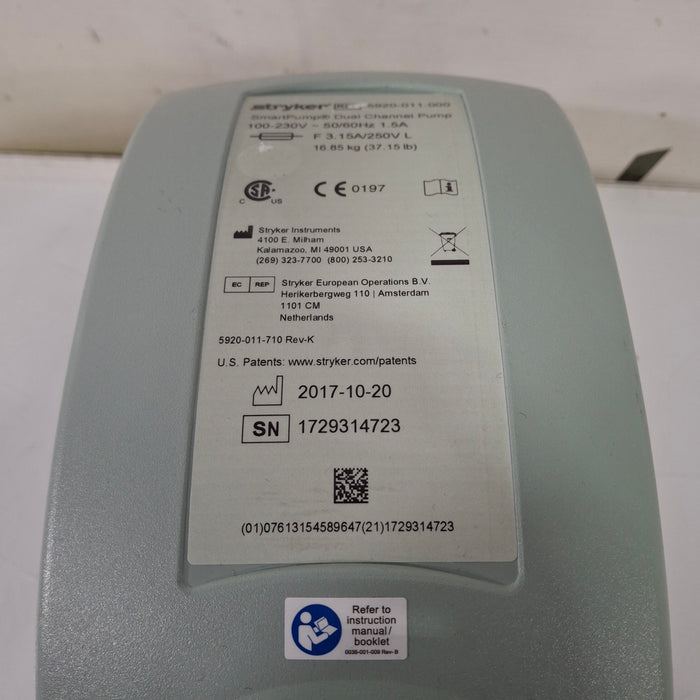 stryker REF 5920-011-000
SmartPump® Dual Channel Pump
100-230V ~ 50/60Hz 1.5A
F 3.15A/250V L
16.85 kg (37.15 lb)
CSA
C US
CE 0197
Stryker Instruments
4100 E. Milham
Kalamazoo, MI 49001 USA
(269) 323-7700 (800) 253-3210
EC REP
Stryker European Operations B.V.
Herikerbergweg 110 | Amsterdam
1101 CM
Netherlands
5920-011-710 Rev-K
U.S. Patents: www.stryker.com/patents
2017-10-20
SN 1729314723
(01)07613154589647(21)1729314723
Refer to
instruction
manual/
booklet
0036-001-009 Rev-B